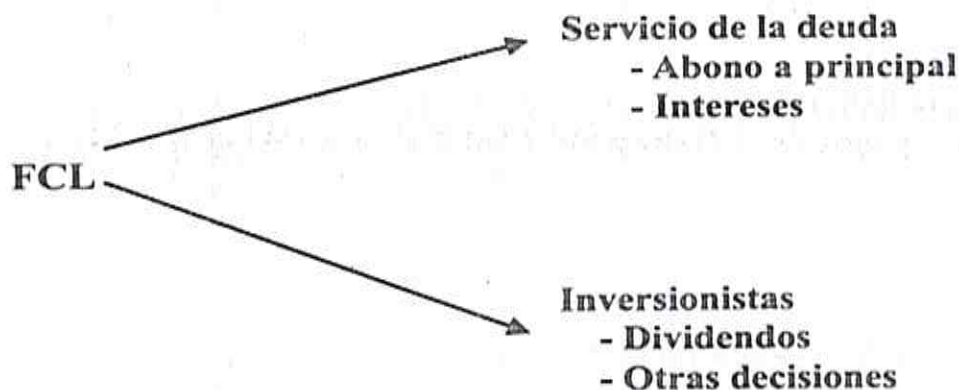 Servicio de la deuda
- Abono a principal
- Intereses
FCL
Inversionistas
- Dividendos
- Otras decisiones